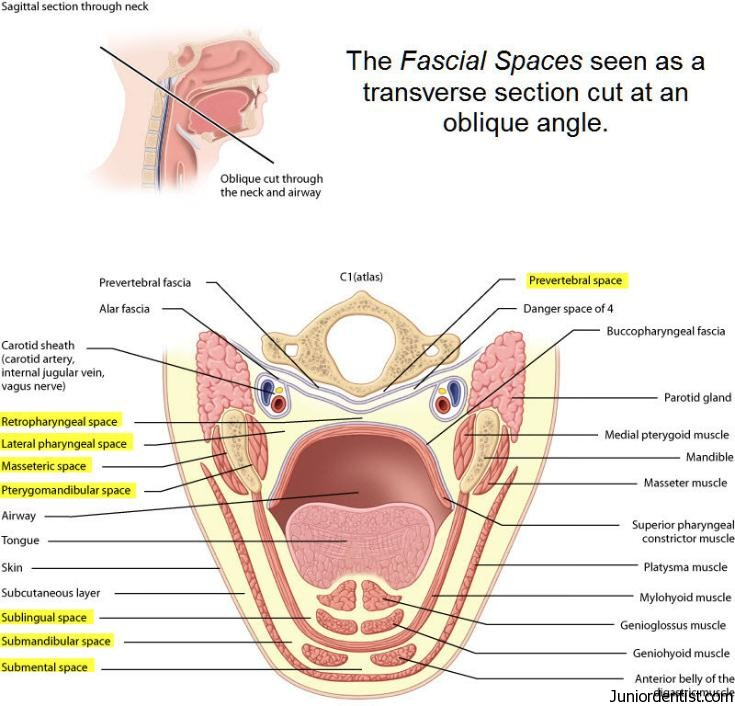 Sagittal section through neck
The Fascial Spaces seen as a
transverse section cut at an
oblique angle.
Oblique cut through
the neck and airway
Prevertebral fascia
C1(atlas)
Prevertebral space
Alar fascia
Danger space of 4
Buccopharyngeal fascia
Carotid sheath
(carotid artery,
internal jugular vein,
vagus nerve)
Parotid gland
Retropharyngeal space
Medial pterygoid muscle
Lateral pharyngeal space
Mandible
Masseteric space
Masseter muscle
Pterygomandibular space
Airway
Superior pharyngeal
constrictor muscle
Tongue
Skin
Platysma muscle
Subcutaneous layer
Mylohyoid muscle
Sublingual space
Genioglossus muscle
Submandibular space
Geniohyoid muscle
Submental space
Anterior belly of the
digastric muscle
Juniordentist.com